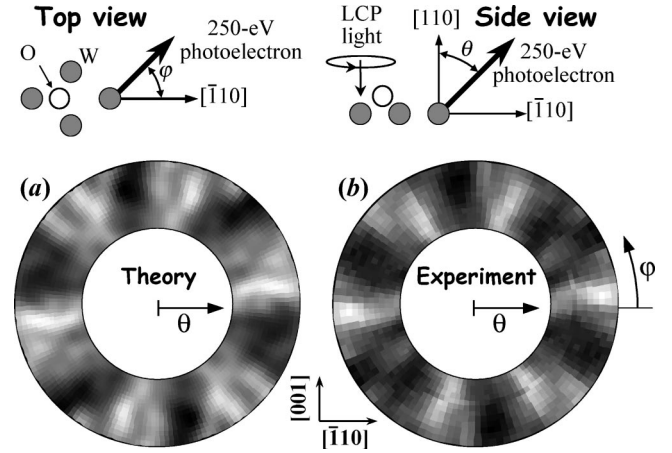 Top view
250-eV
photoelectron
O
W
φ
[1̄10]
Side view
LCP
light
[110]
θ
250-eV
photoelectron
[1̄10]
(a)
Theory
θ
(b)
Experiment
θ
φ
[001]
[1̄10]